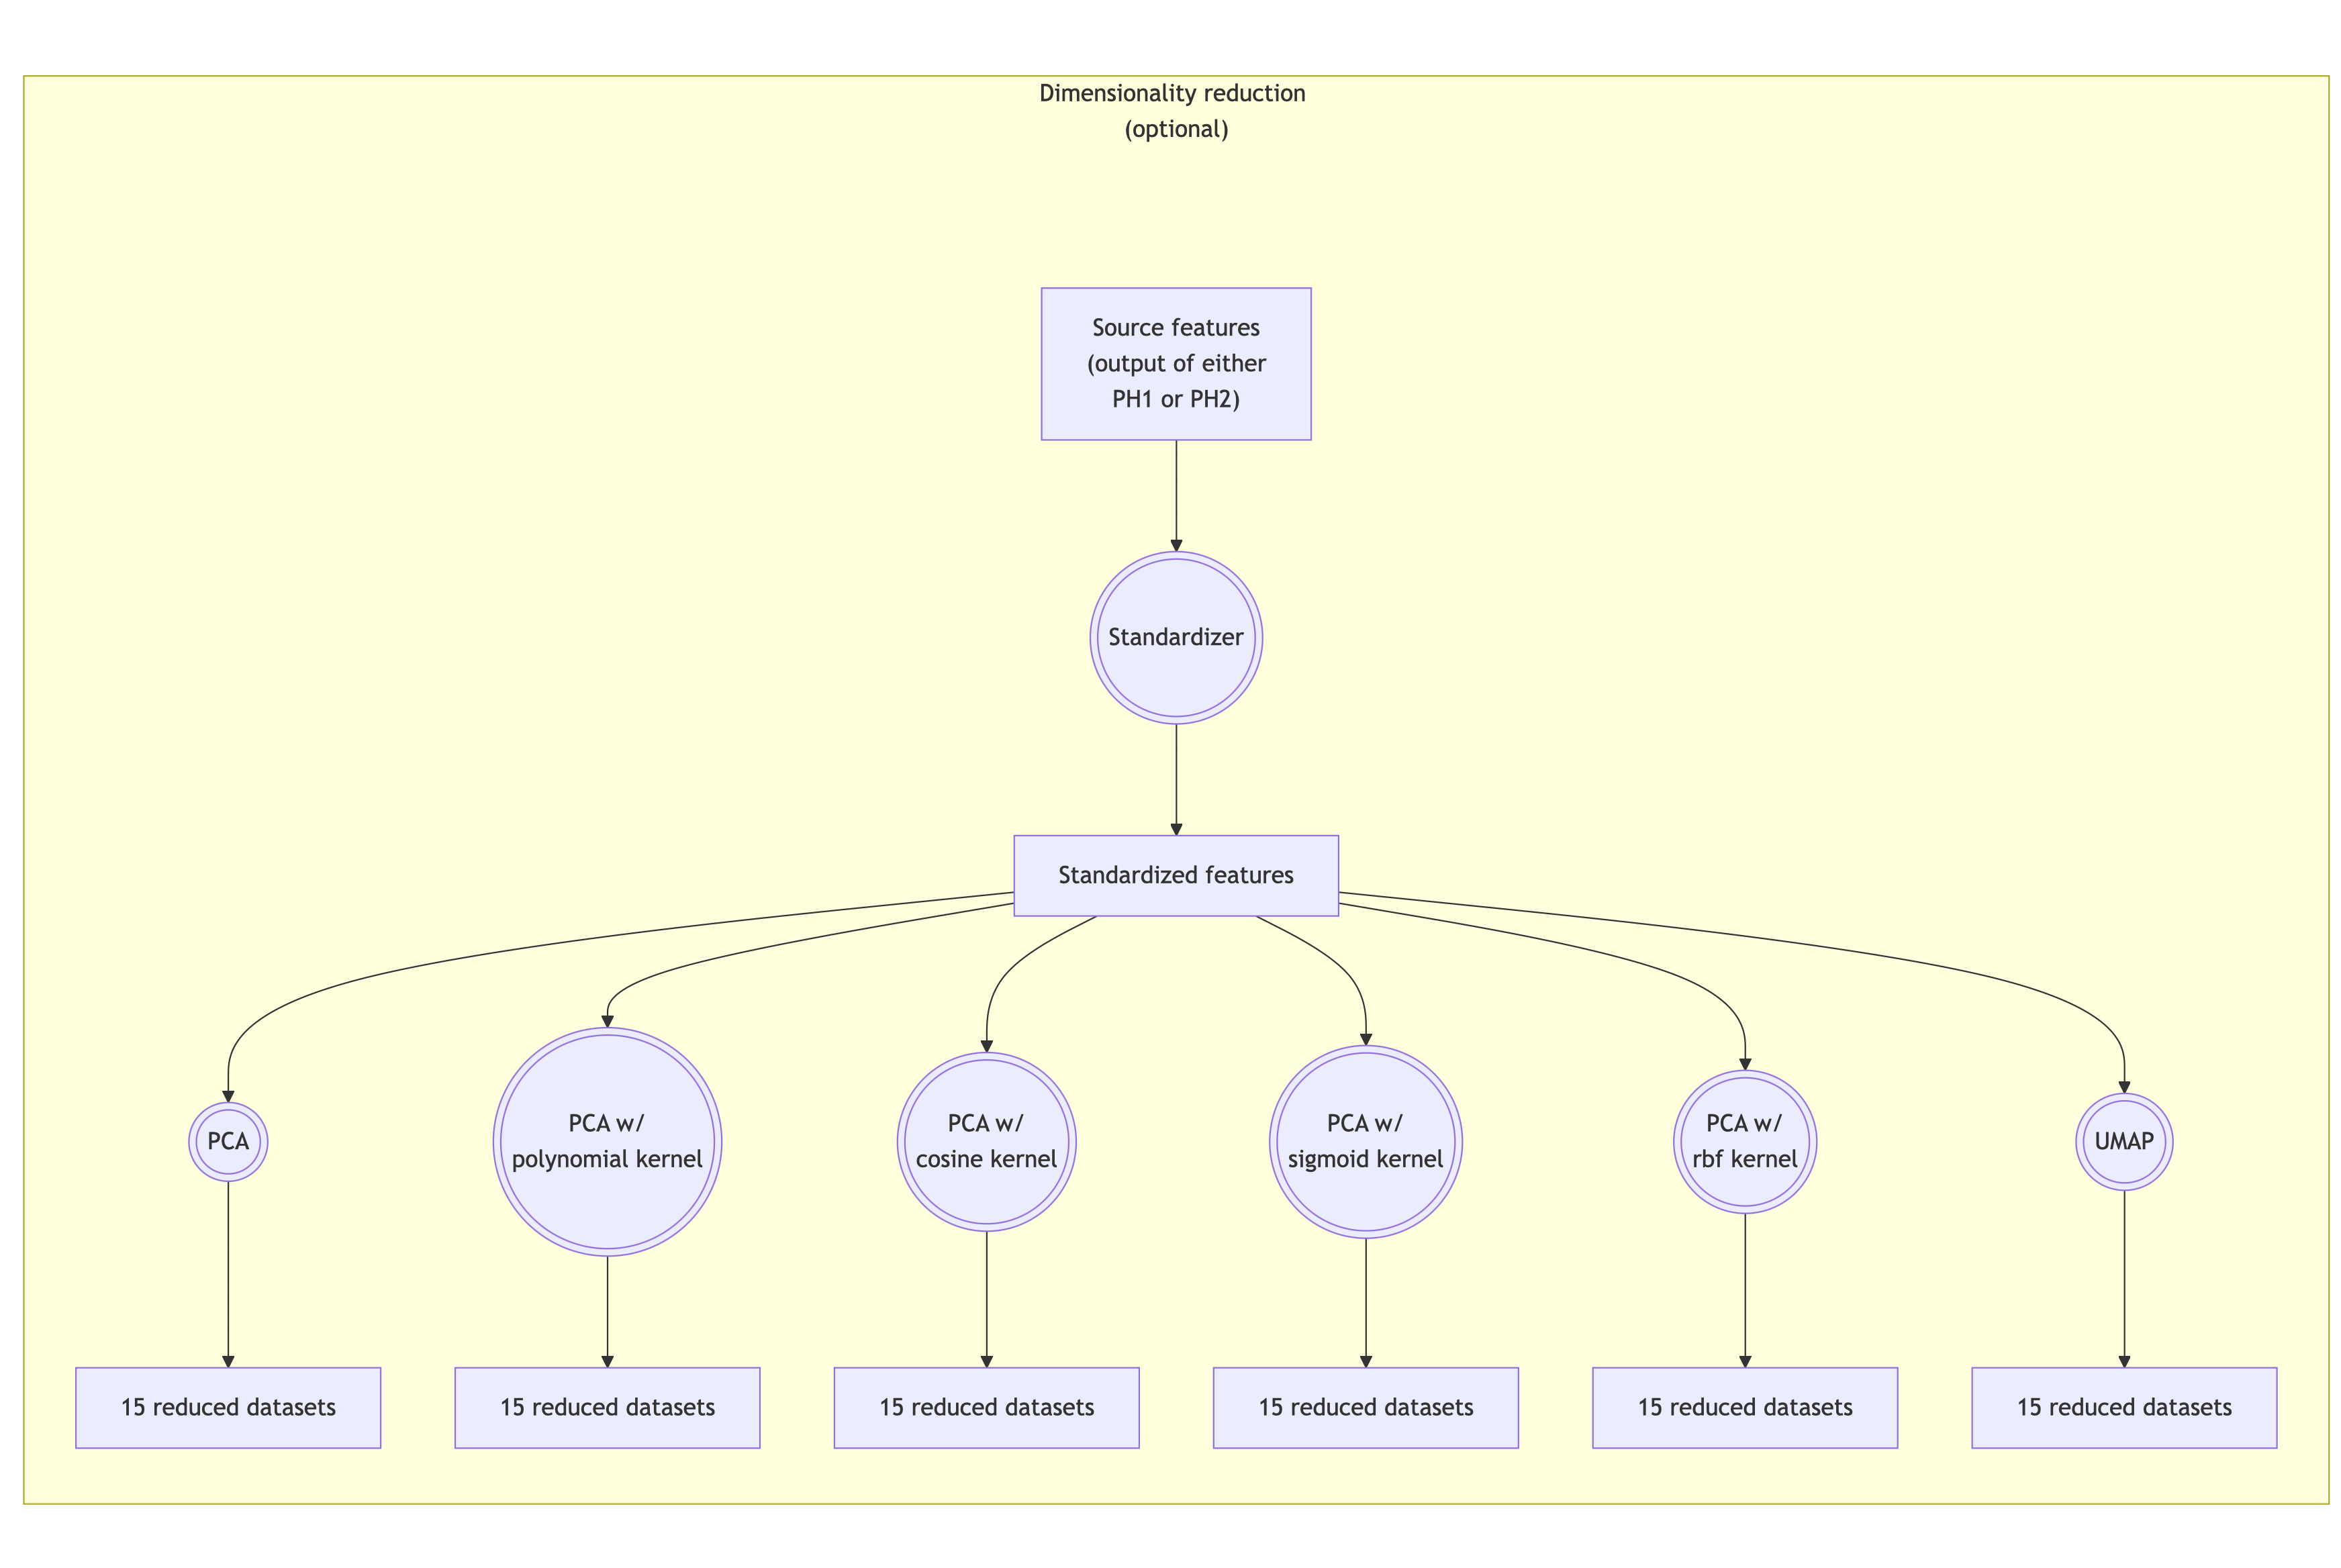 Dimensionality reduction
(optional)
Source features
(output of either
PH1 or PH2)
Standardizer
Standardized features
PCA
PCA w/
polynomial kernel
PCA w/
cosine kernel
PCA w/
sigmoid kernel
PCA w/
rbf kernel
UMAP
15 reduced datasets
15 reduced datasets
15 reduced datasets
15 reduced datasets
15 reduced datasets
15 reduced datasets